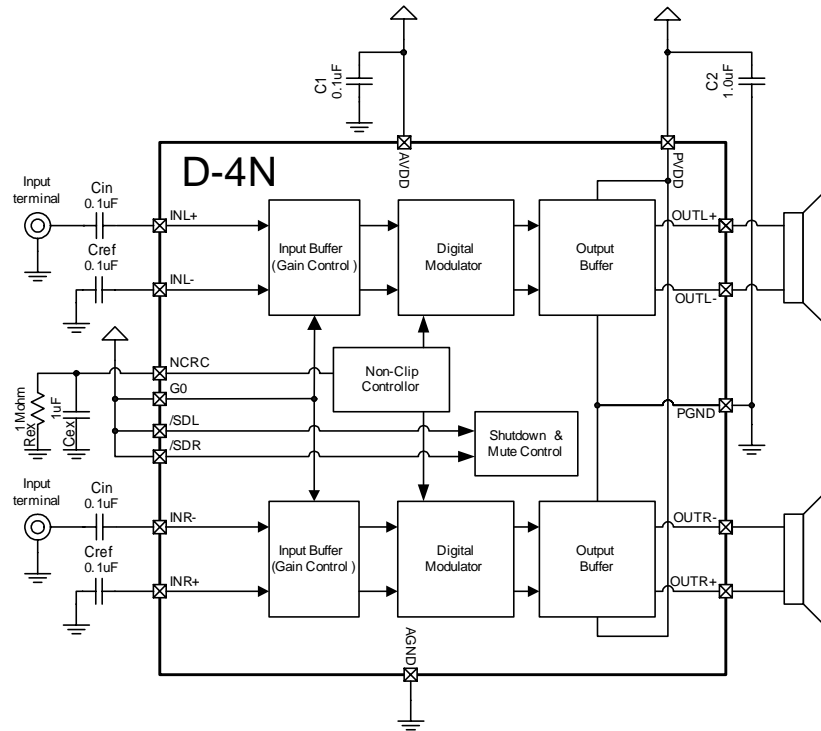 C1
0.1uF
C2
1.0uF
AVDD
PVDD
D-4N
Input
terminal
Cin
0.1uF
INL+
Cref
0.1uF
INL-
Input Buffer
(Gain Control )
Digital
Modulator
Output
Buffer
OUTL+
OUTL-
NCRC
G0
/SDL
/SDR
Non-Clip
Controllor
Shutdown &
Mute Control
PGND
1Mohm
Rex
1uF
Cex
Input
terminal
Cin
0.1uF
INR-
Cref
0.1uF
INR+
Input Buffer
(Gain Control )
Digital
Modulator
Output
Buffer
OUTR-
OUTR+
AGND